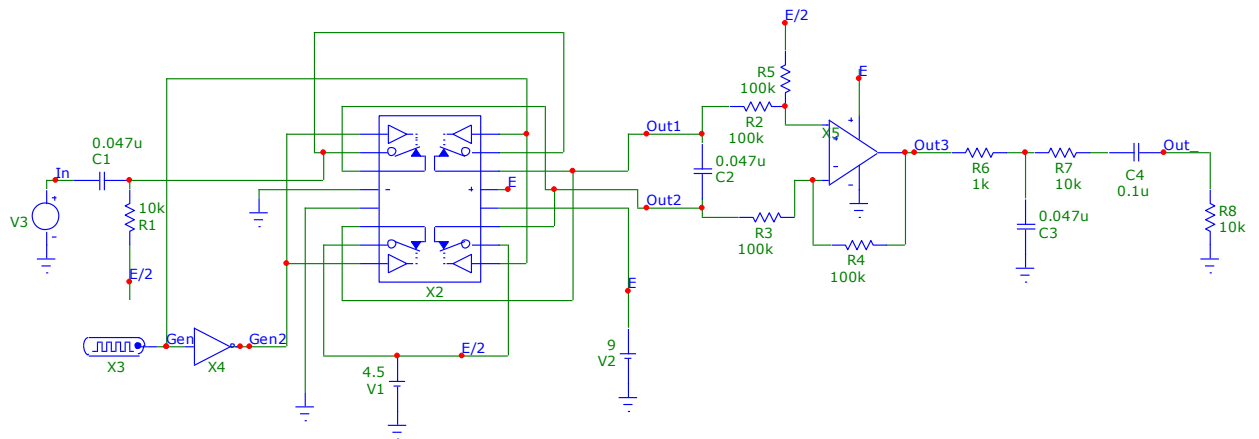 E/2
R5
100k
E
R2
100k
X5
0.047u
C1
In
V3
10k
R1
E/2
Out1
0.047u
C2
Out2
R3
100k
R4
100k
Out3
R6
1k
R7
10k
C4
0.1u
Out_
R8
10k
0.047u
C3
E
X2
E
9
V2
E/2
4.5
V1
Gen
X3
X4
Gen2